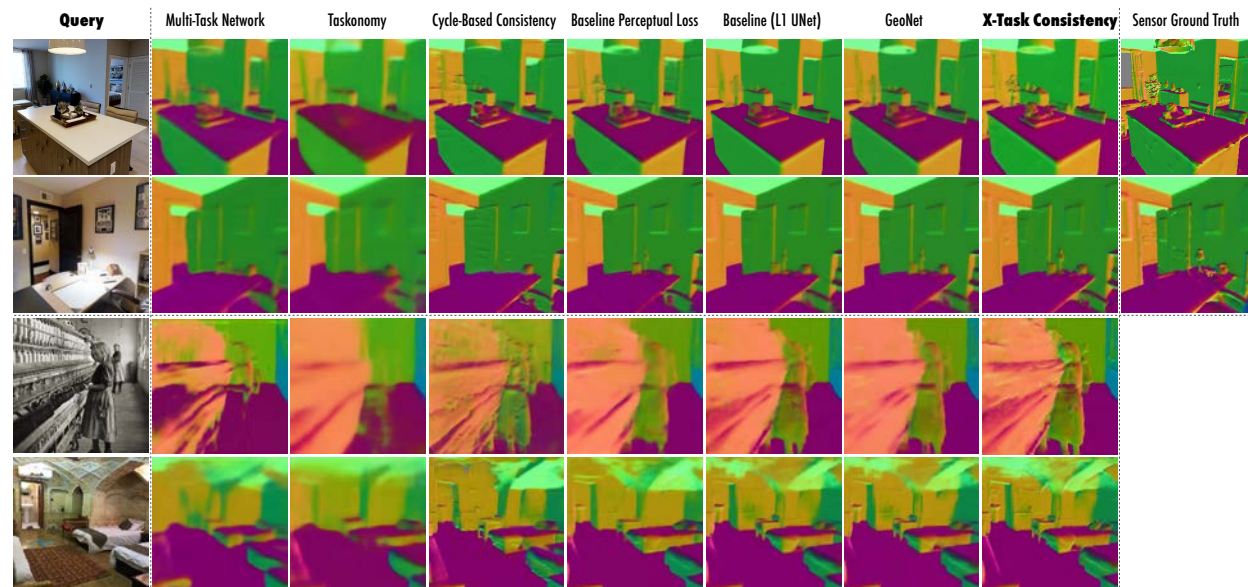 Query Multi-Task Network Taskonomy Cycle-Based Consistency Baseline Perceptual Loss Baseline (L1 UNet) GeoNet X-Task Consistency Sensor Ground Truth